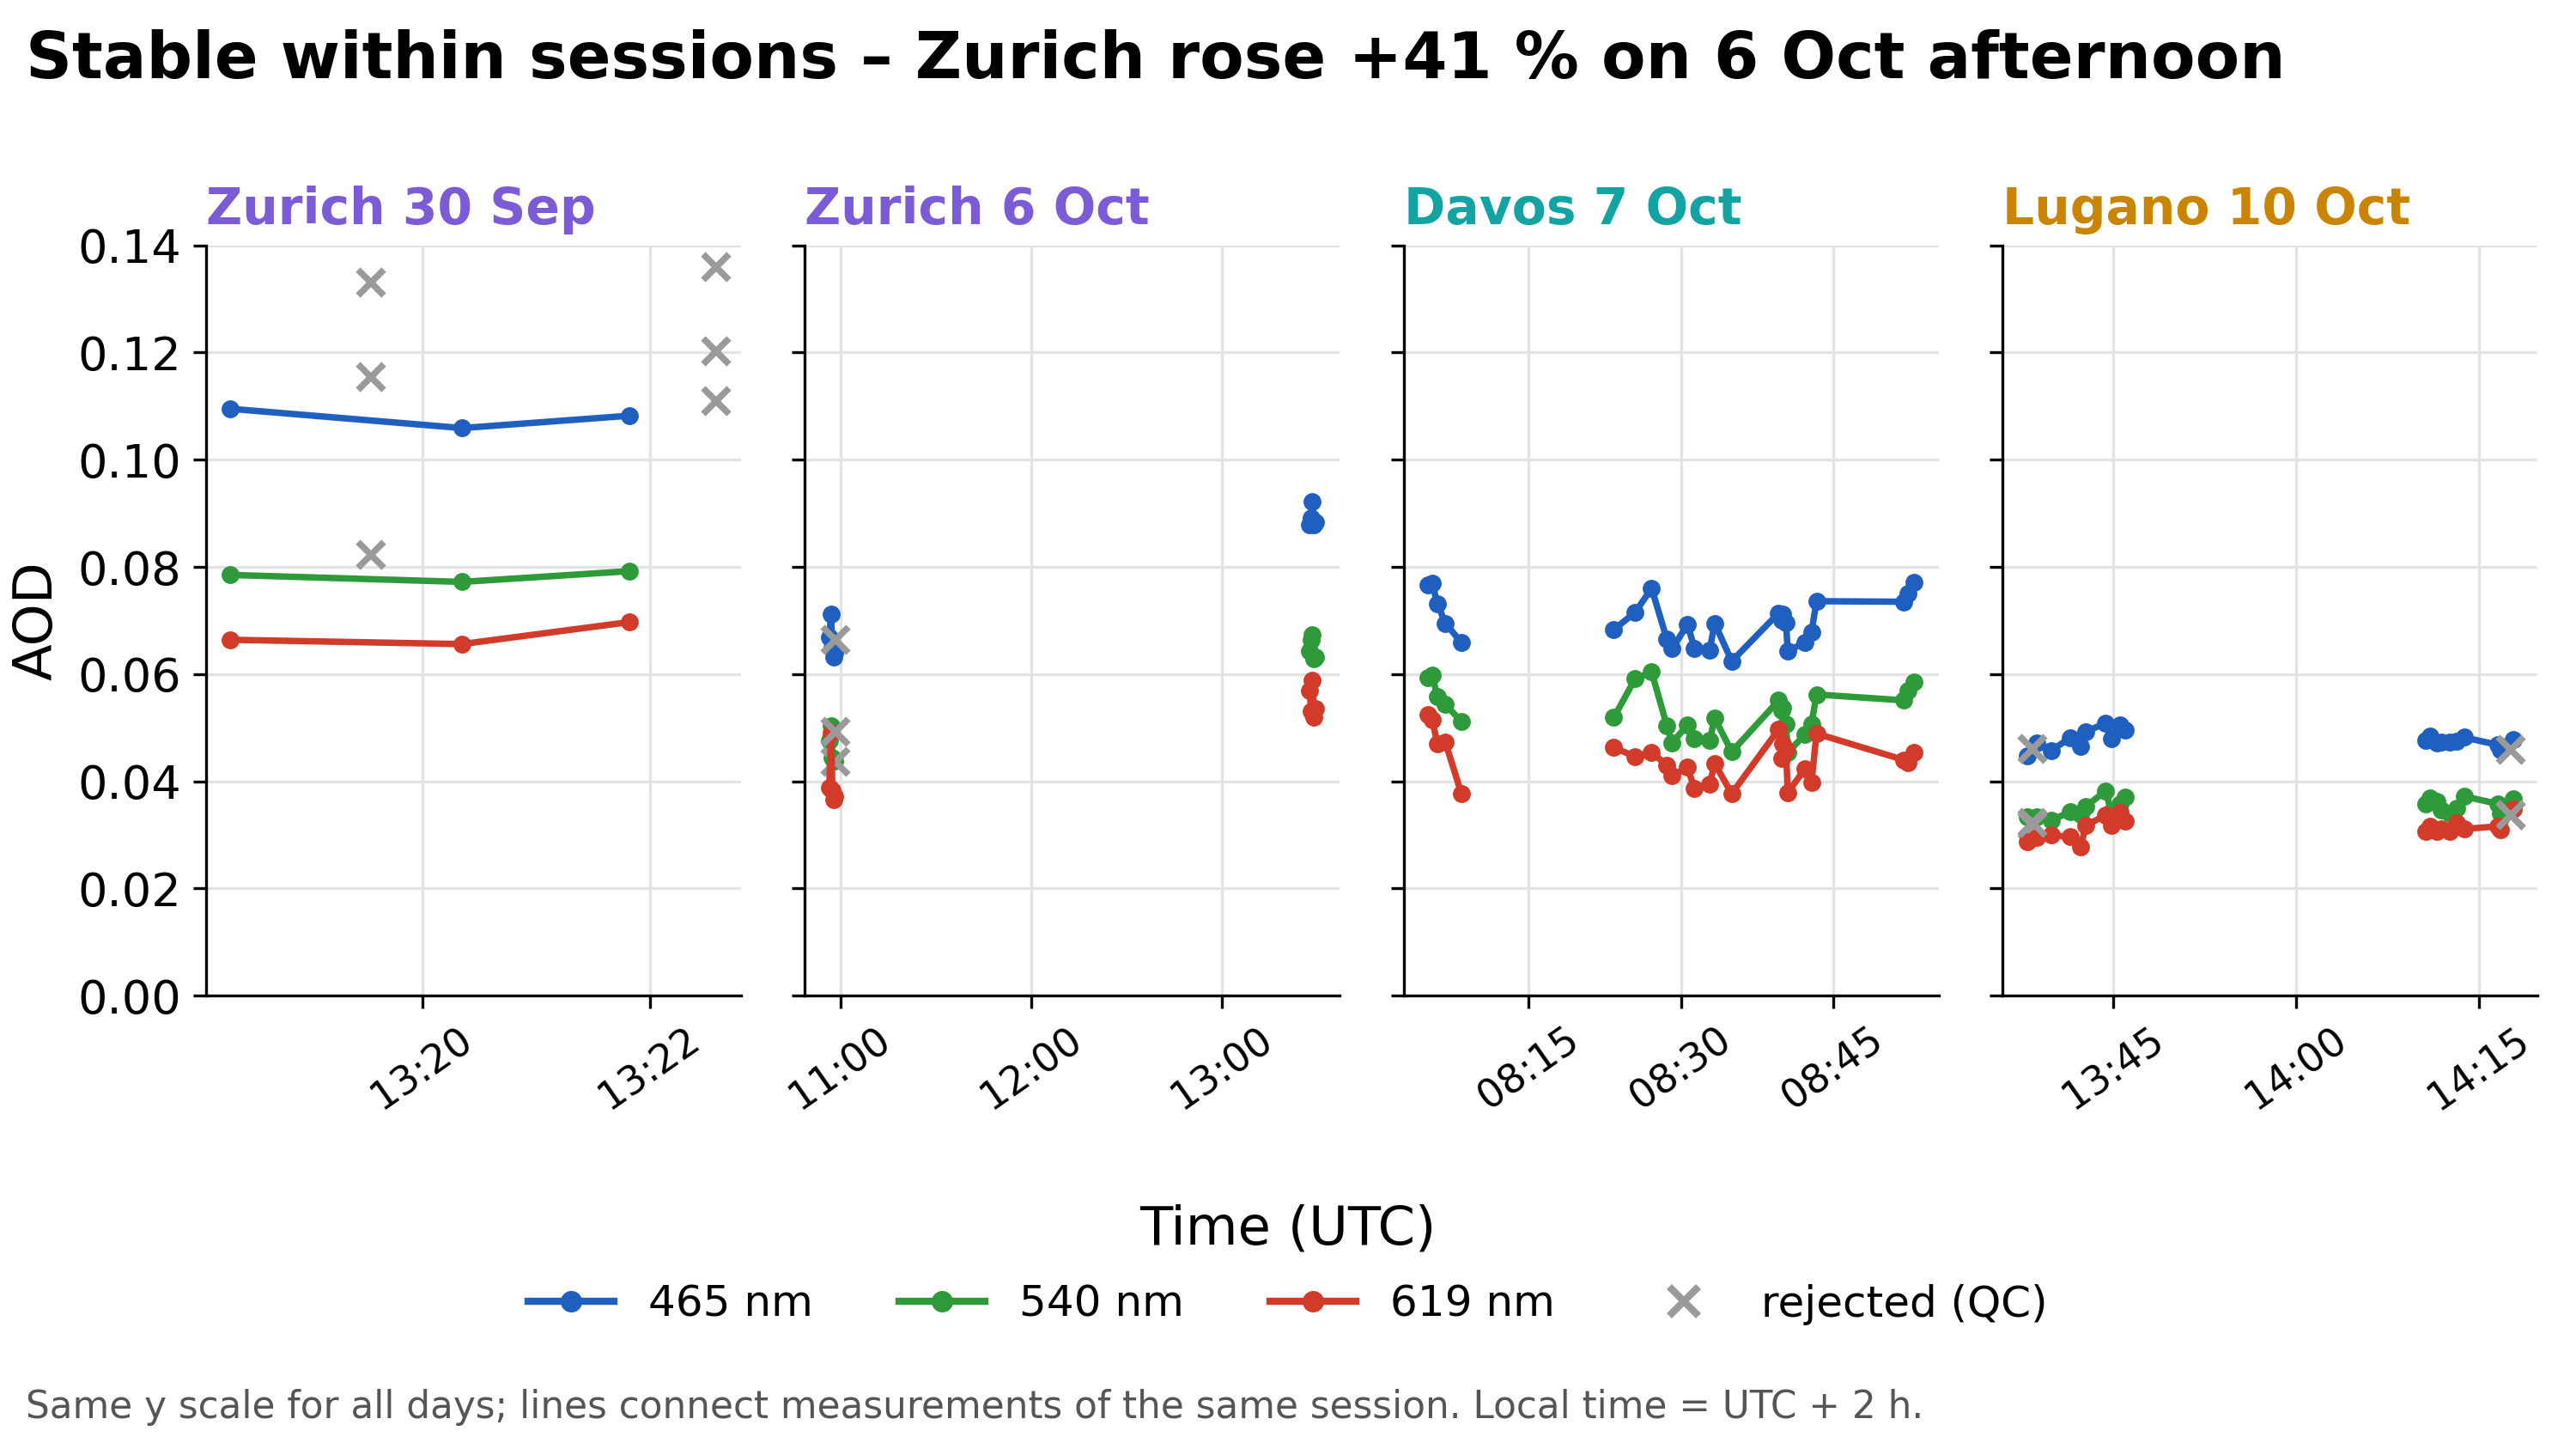 Stable within sessions – Zurich rose +41 % on 6 Oct afternoon
Zurich 30 Sep
Zurich 6 Oct
Davos 7 Oct
Lugano 10 Oct
AOD
0.14
0.12
0.10
0.08
0.06
0.04
0.02
0.00
13:20 13:22
11:00 12:00 13:00
08:15 08:30 08:45
13:45 14:00 14:15
Time (UTC)
465 nm 540 nm 619 nm rejected (QC)
Same y scale for all days; lines connect measurements of the same session. Local time = UTC + 2 h.